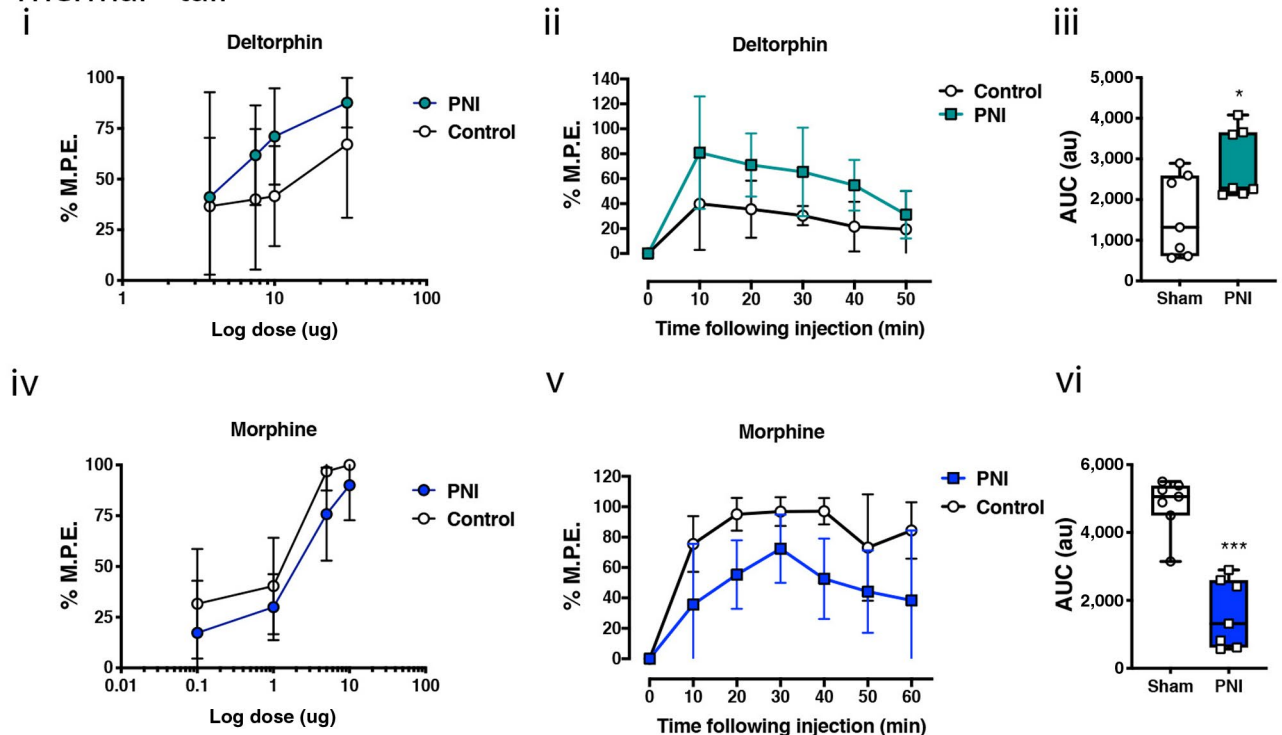 Thermal - tail
i
Deltorphin
% M.P.E.
100
75
50
25
0
1
10
100
Log dose (ug)
PNI
Control
ii
Deltorphin
% M.P.E.
140
120
100
80
60
40
20
0
0
10
20
30
40
50
Time following injection (min)
Control
PNI
iii
AUC (au)
5,000
4,000
3,000
2,000
1,000
0
*
Sham
PNI
iv
Morphine
% M.P.E.
100
75
50
25
0
0.01
0.1
1
10
100
Log dose (ug)
PNI
Control
v
Morphine
% M.P.E.
120
100
80
60
40
20
0
0
10
20
30
40
50
60
Time following injection (min)
PNI
Control
vi
AUC (au)
6,000
4,000
2,000
0
***
Sham
PNI